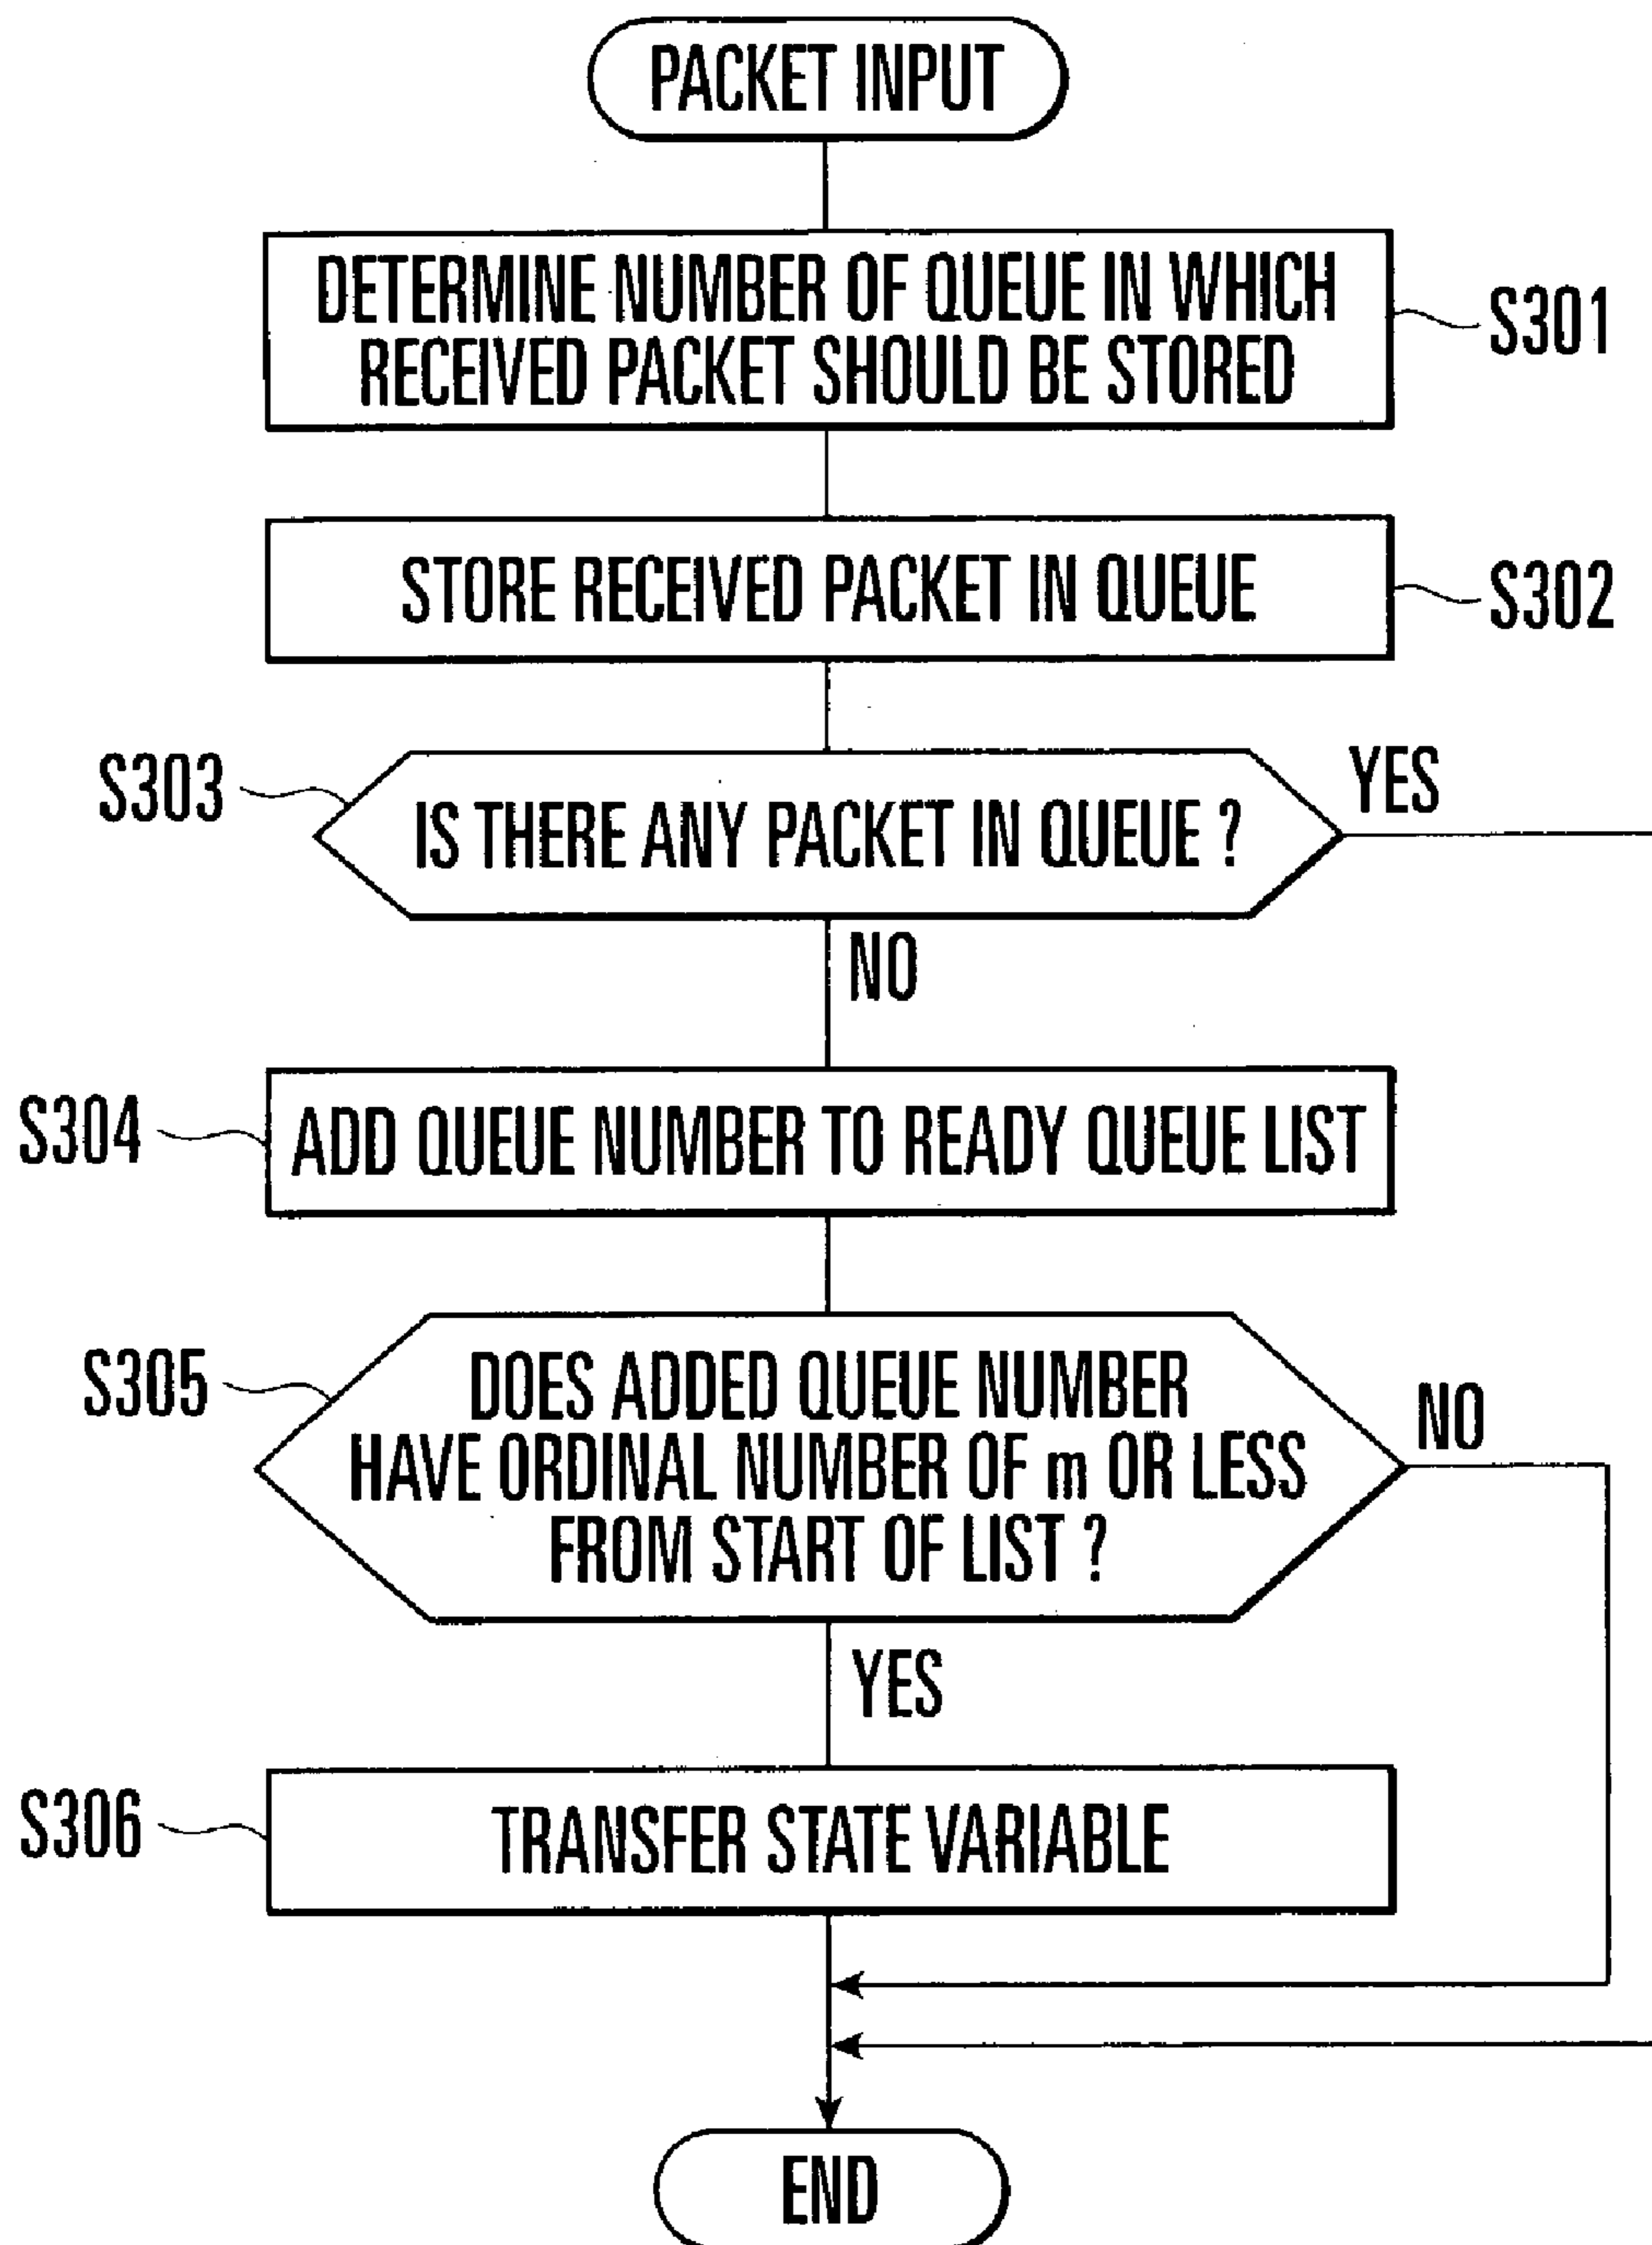 PACKET INPUT
DETERMINE NUMBER OF QUEUE IN WHICH
RECEIVED PACKET SHOULD BE STORED
S301
STORE RECEIVED PACKET IN QUEUE
S302
S303
IS THERE ANY PACKET IN QUEUE ?
YES
NO
S304
ADD QUEUE NUMBER TO READY QUEUE LIST
S305
DOES ADDED QUEUE NUMBER
HAVE ORDINAL NUMBER OF m OR LESS
FROM START OF LIST ?
NO
YES
S306
TRANSFER STATE VARIABLE
END